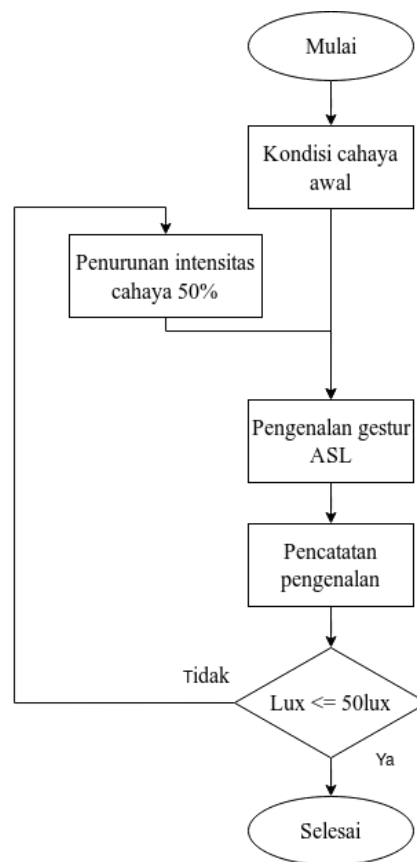 Mulai
Kondisi cahaya
awal
Penurunan intensitas
cahaya 50%
Pengenalan gestur
ASL
Pencatatan
pengenalan
Tidak
Lux <= 50lux
Ya
Selesai